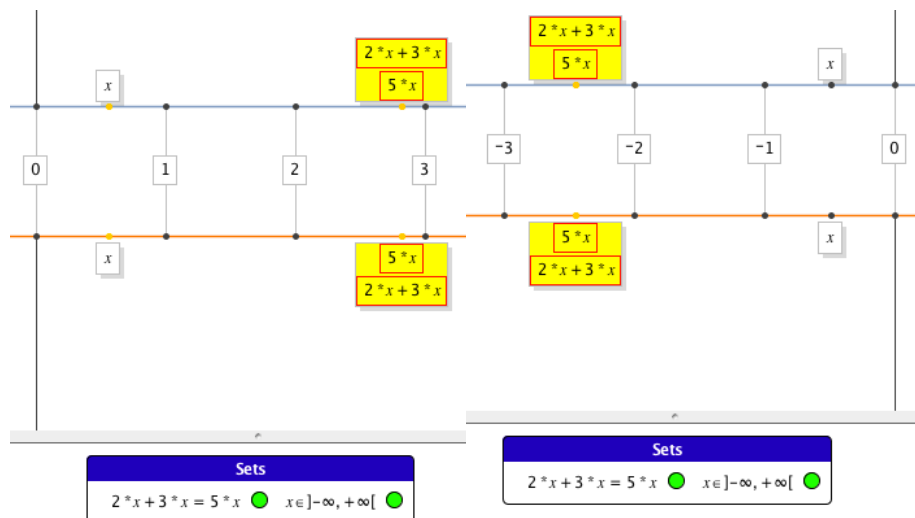 2*x+3*x
5*x
x
0
1
2
3
x
5*x
2*x+3*x
Sets
2*x+3*x = 5*x x∈]-∞, +∞[
2*x+3*x
5*x
x
-3
-2
-1
0
5*x
2*x+3*x
x
Sets
2*x+3*x = 5*x x∈]-∞, +∞[